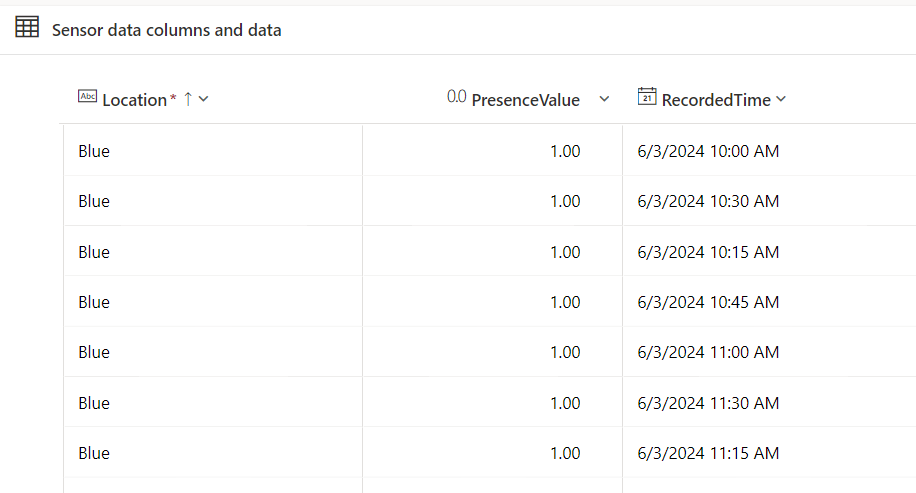 Sensor data columns and data
Abc Location* ↑ 0.0 PresenceValue 21 RecordedTime
Blue 1.00 6/3/2024 10:00 AM
Blue 1.00 6/3/2024 10:30 AM
Blue 1.00 6/3/2024 10:15 AM
Blue 1.00 6/3/2024 10:45 AM
Blue 1.00 6/3/2024 11:00 AM
Blue 1.00 6/3/2024 11:30 AM
Blue 1.00 6/3/2024 11:15 AM